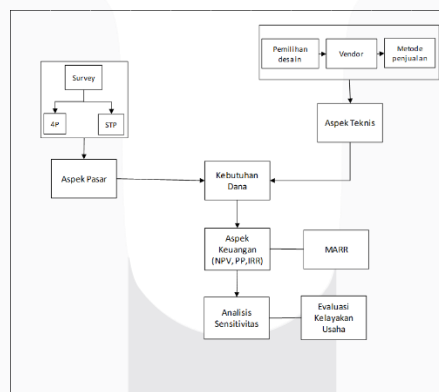 Pemilihan
desain
Vendor
Metode
penjualan
Survey
4P
STP
Aspek Teknis
Aspek Pasar
Kebutuhan
Dana
Aspek
Keuangan
(NPV, PP,IRR)
MARR
Analisis
Sensitivitas
Evaluasi
Kelayakan
Usaha